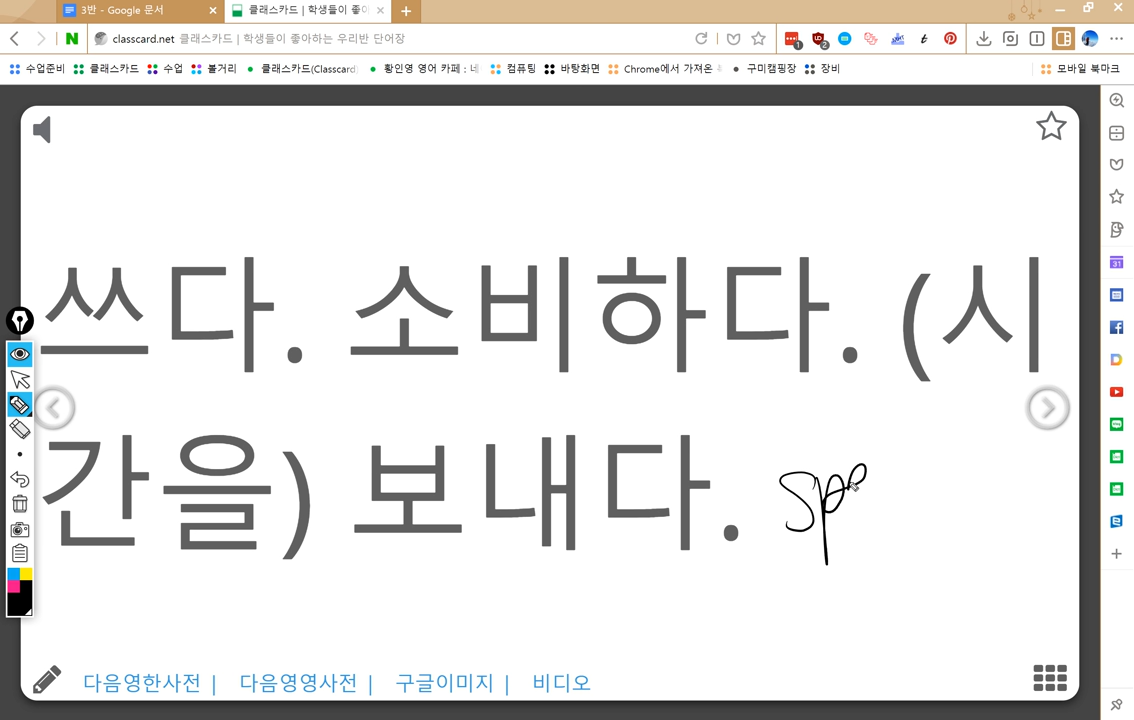 3반 - Google 문서
클래스카드 | 학생들이 좋아
N classcard.net 클래스카드 | 학생들이 좋아하는 우리반 단어장
1 2 t
수업준비 클래스카드 수업 볼거리 클래스카드(Classcard 황인영 영어 카페 : 네 컴퓨팅 바탕화면 Chrome에서 가져온 구미캠핑장 장비 모바일 북마크
쓰다. 소비하다. (시
간을) 보내다. spe
다음영한사전 | 다음영영사전 | 구글이미지 | 비디오
31